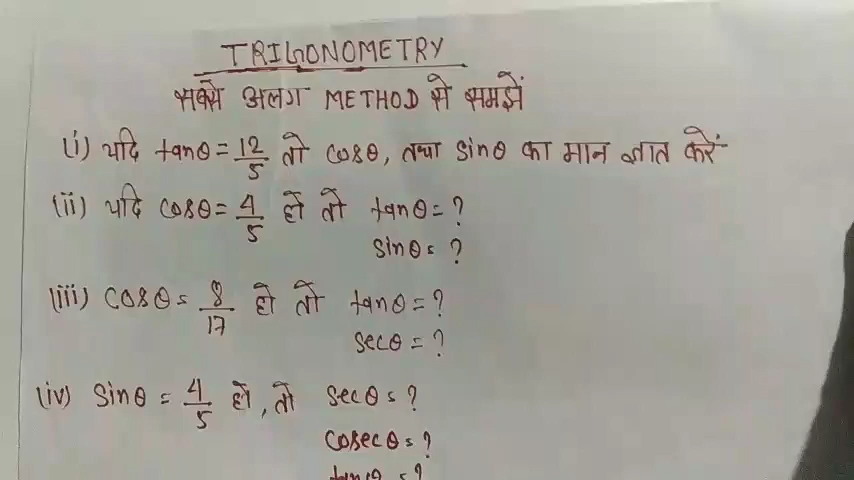 TRIGONOMETRY
सबसे अलग METHOD से समझें
(i) यदि tanθ = 12/5 तो cosθ, तथा sinθ का मान ज्ञात करें
(ii) यदि cosθ = 4/5 हो तो tanθ = ?
sinθ = ?
(iii) cosθ = 8/17 हो तो tanθ = ?
secθ = ?
(iv) sinθ = 4/5 हो, तो secθ = ?
cosecθ = ?
tanθ = ?